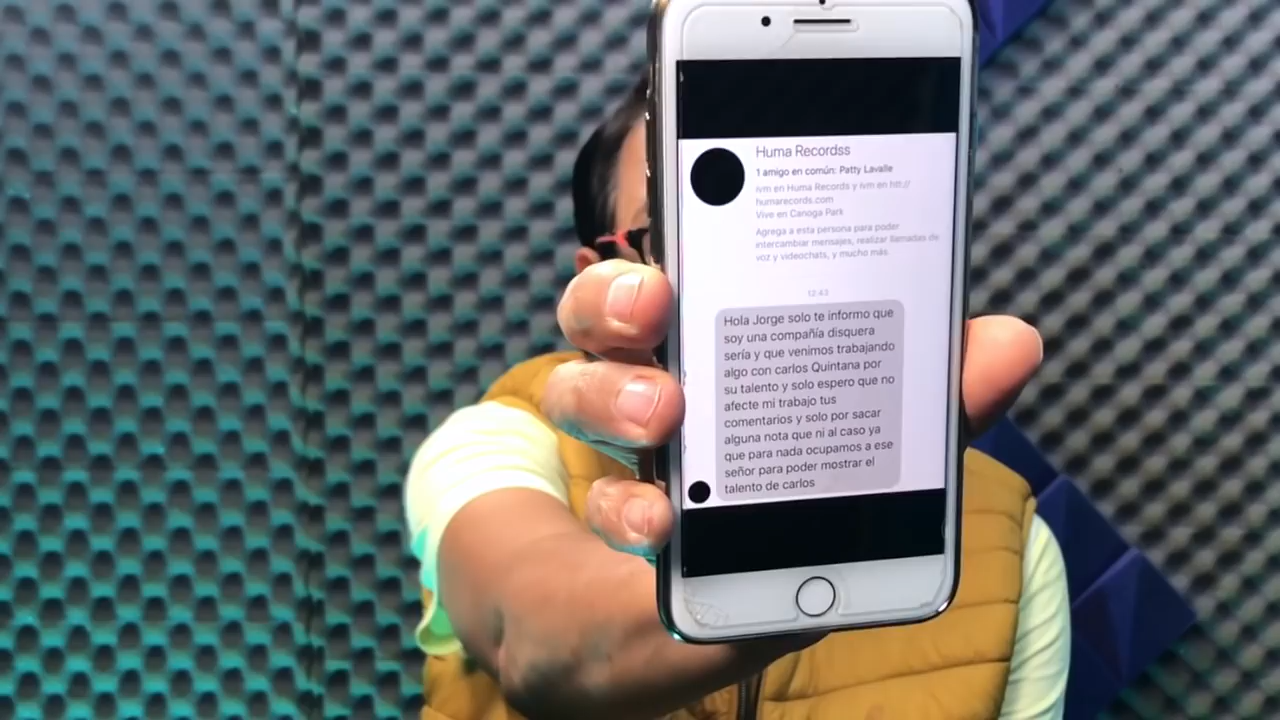 Huma Recordss
1 amigo en común: Patty Lavalle
ivm en Huma Records y ivm en htt://
humarecords.com
Vive en Canoga Park
Agrega a esta persona para poder
intercambiar mensajes, realizar llamadas de
voz y videochats, y mucho más.
12:43
Hola Jorge solo te informo que
soy una compañía disquera
sería y que venimos trabajando
algo con carlos Quintana por
su talento y solo espero que no
afecte mi trabajo tus
comentarios y solo por sacar
alguna nota que ni al caso ya
que para nada ocupamos a ese
señor para poder mostrar el
talento de carlos